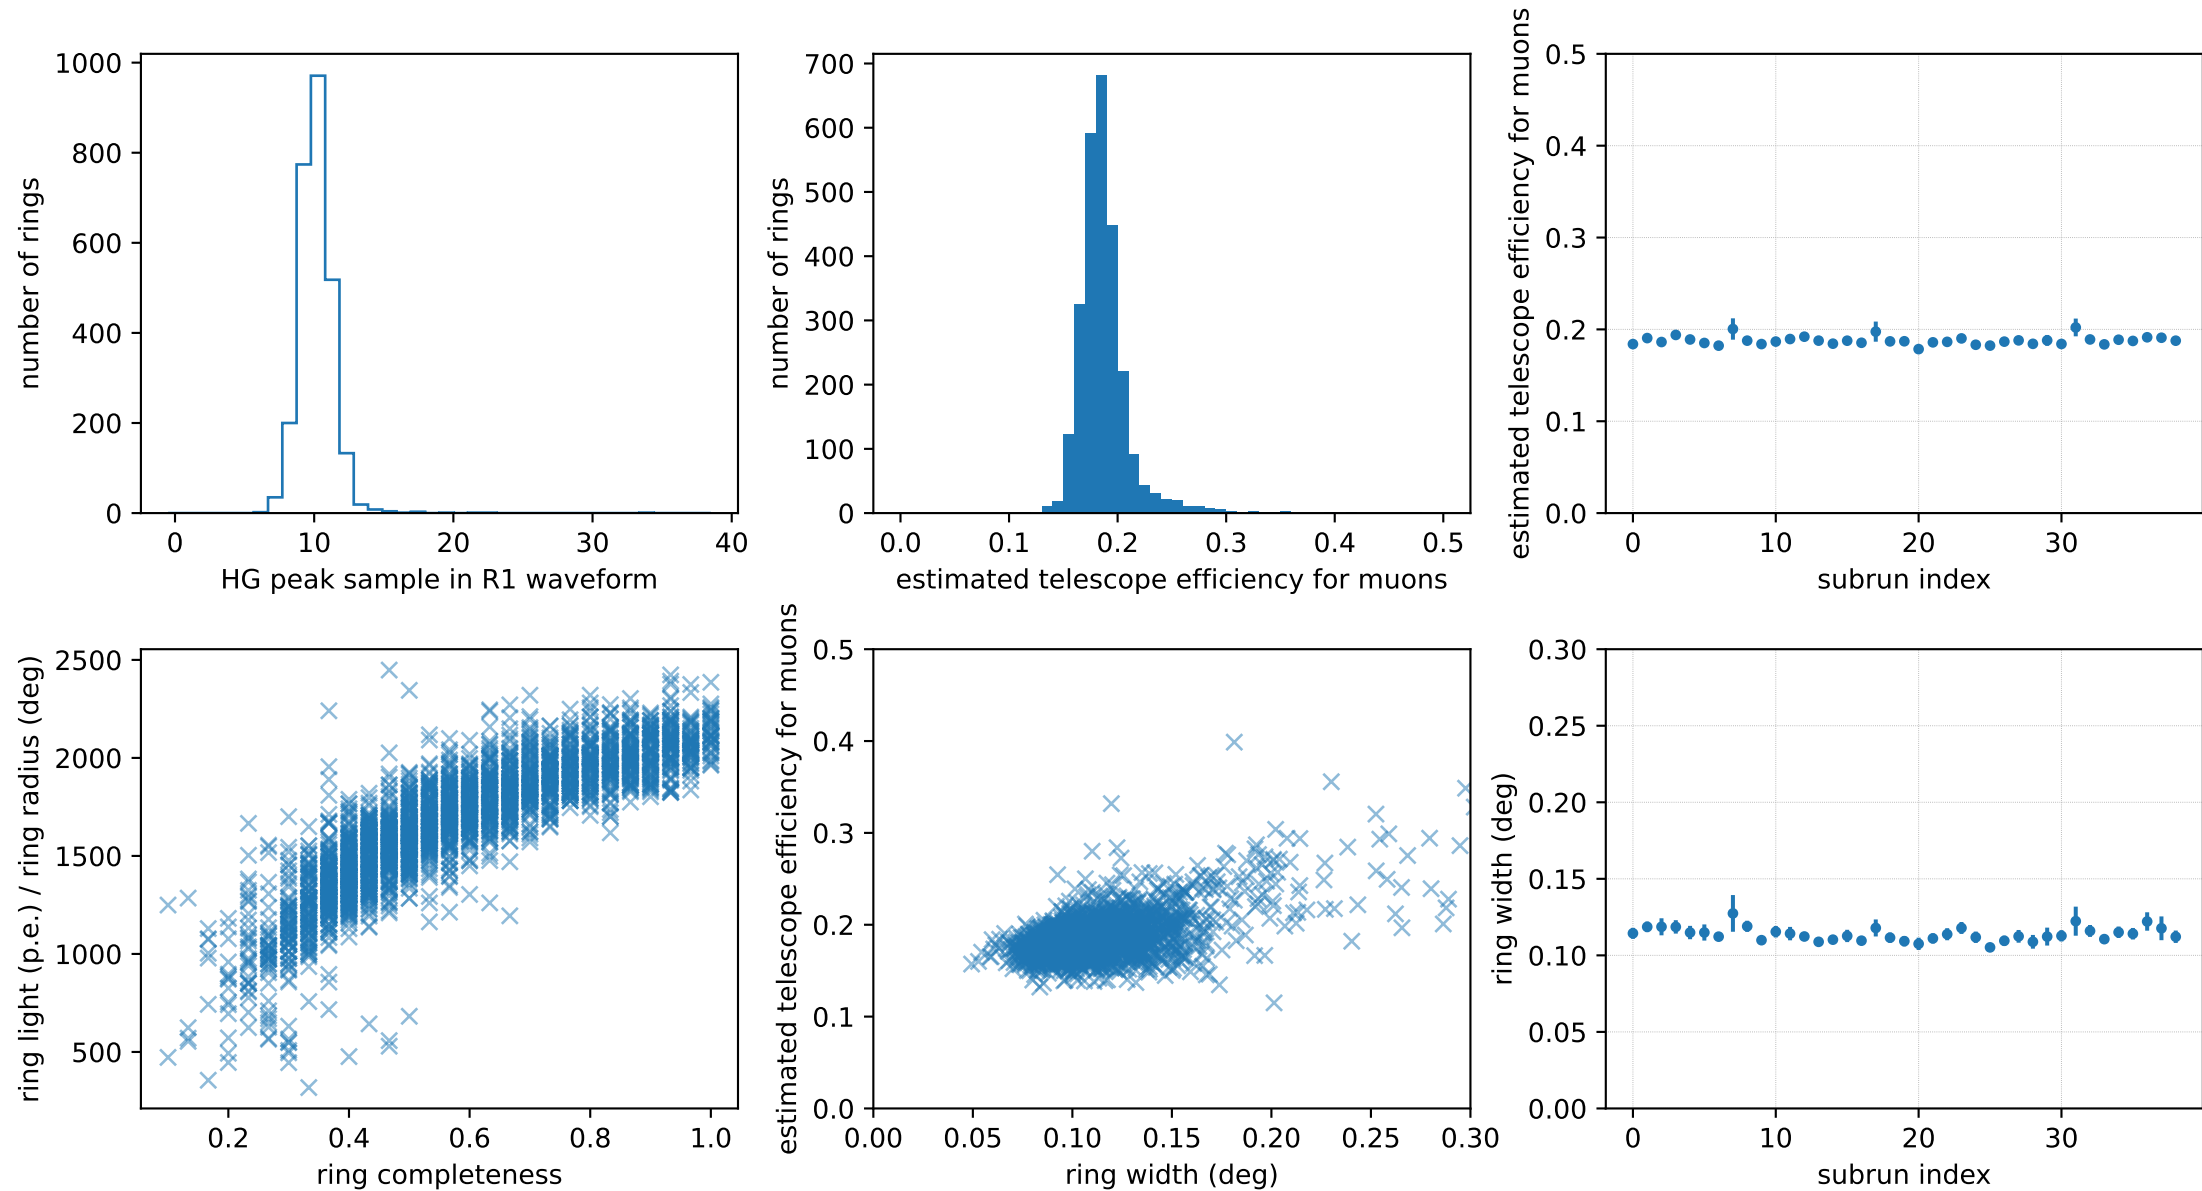 1000
800
600
400
200
0
number of rings
0 10 20 30 40
HG peak sample in R1 waveform
700
600
500
400
300
200
100
0
number of rings
0.0 0.1 0.2 0.3 0.4 0.5
estimated telescope efficiency for muons
0.5
0.4
0.3
0.2
0.1
0.0
estimated telescope efficiency for muons
0 10 20 30
subrun index
2500
2000
1500
1000
500
ring light (p.e.) / ring radius (deg)
0.2 0.4 0.6 0.8 1.0
ring completeness
0.5
0.4
0.3
0.2
0.1
0.0
estimated telescope efficiency for muons
0.00 0.05 0.10 0.15 0.20 0.25 0.30
ring width (deg)
0.30
0.25
0.20
0.15
0.10
0.05
0.00
ring width (deg)
0 10 20 30
subrun index